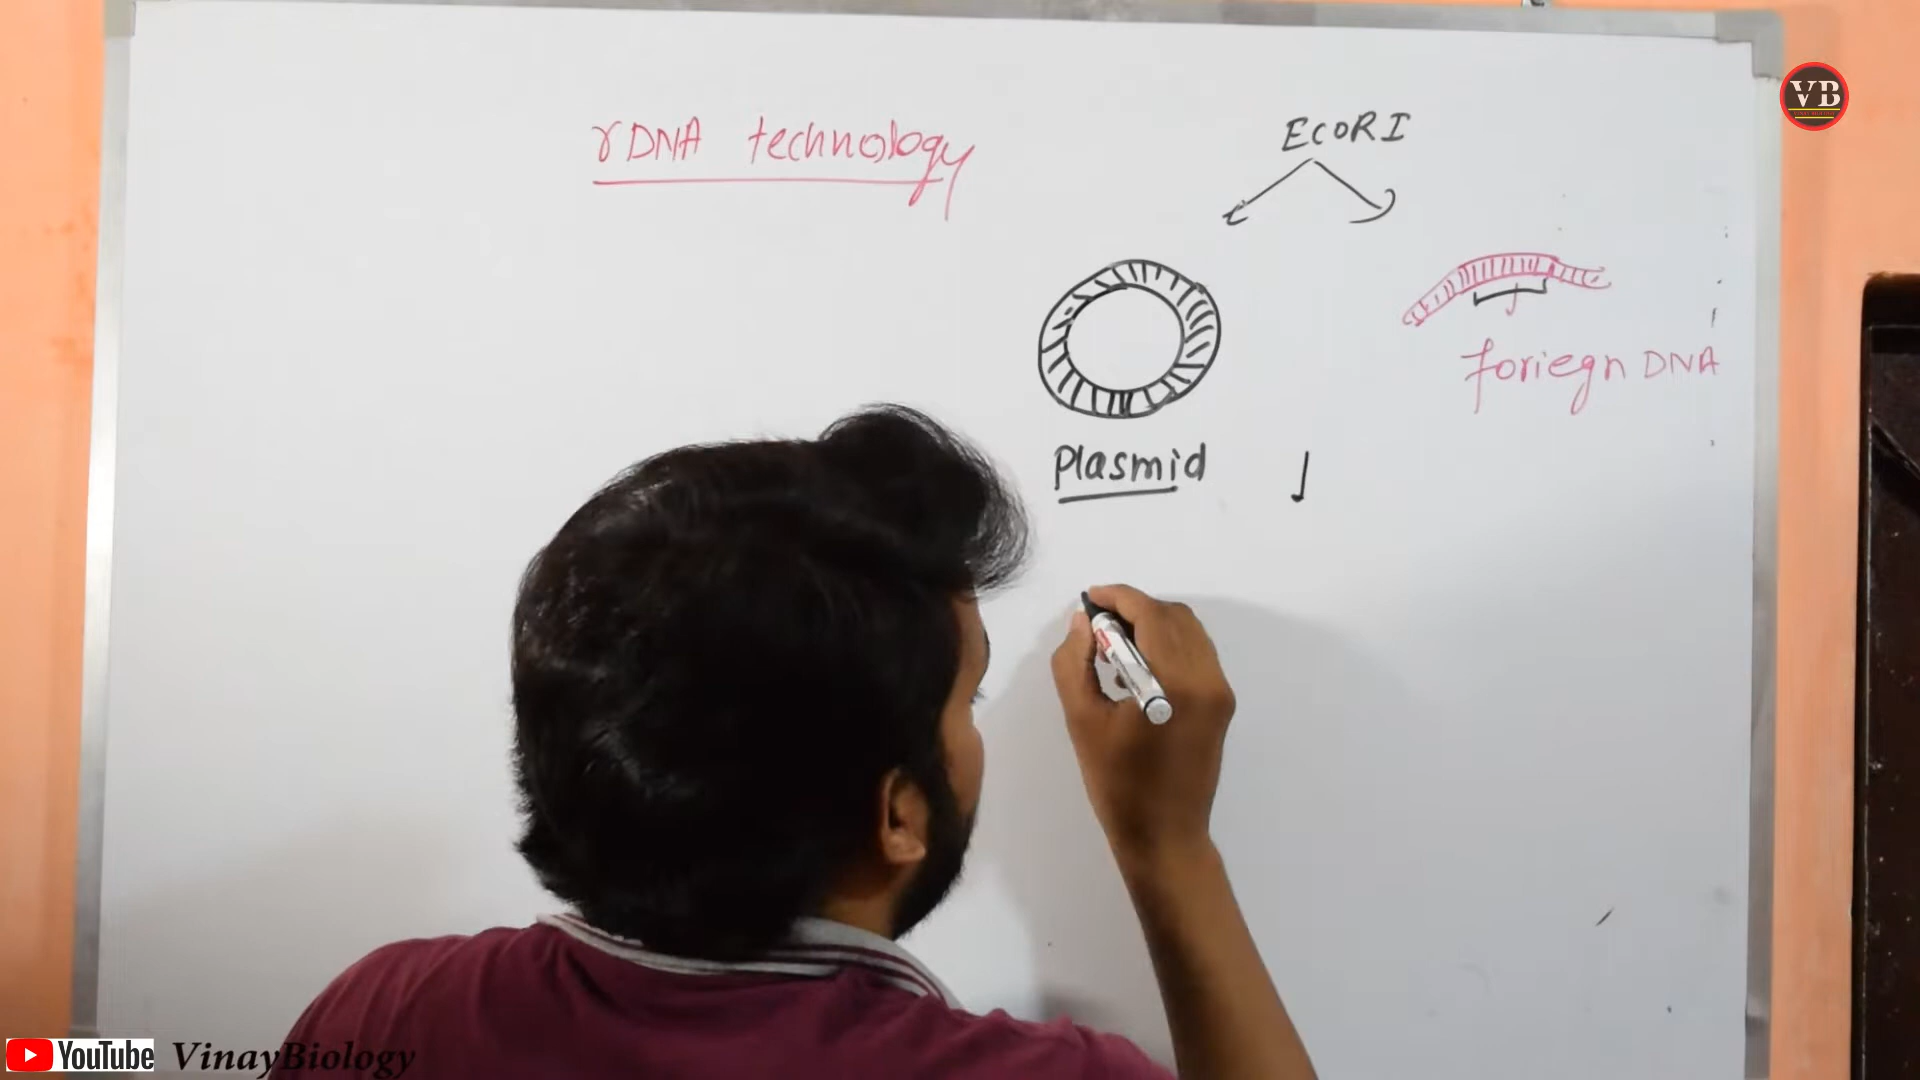 rDNA technology
EcoRI
foriegn DNA
Plasmid
VB
YouTube VinayBiology